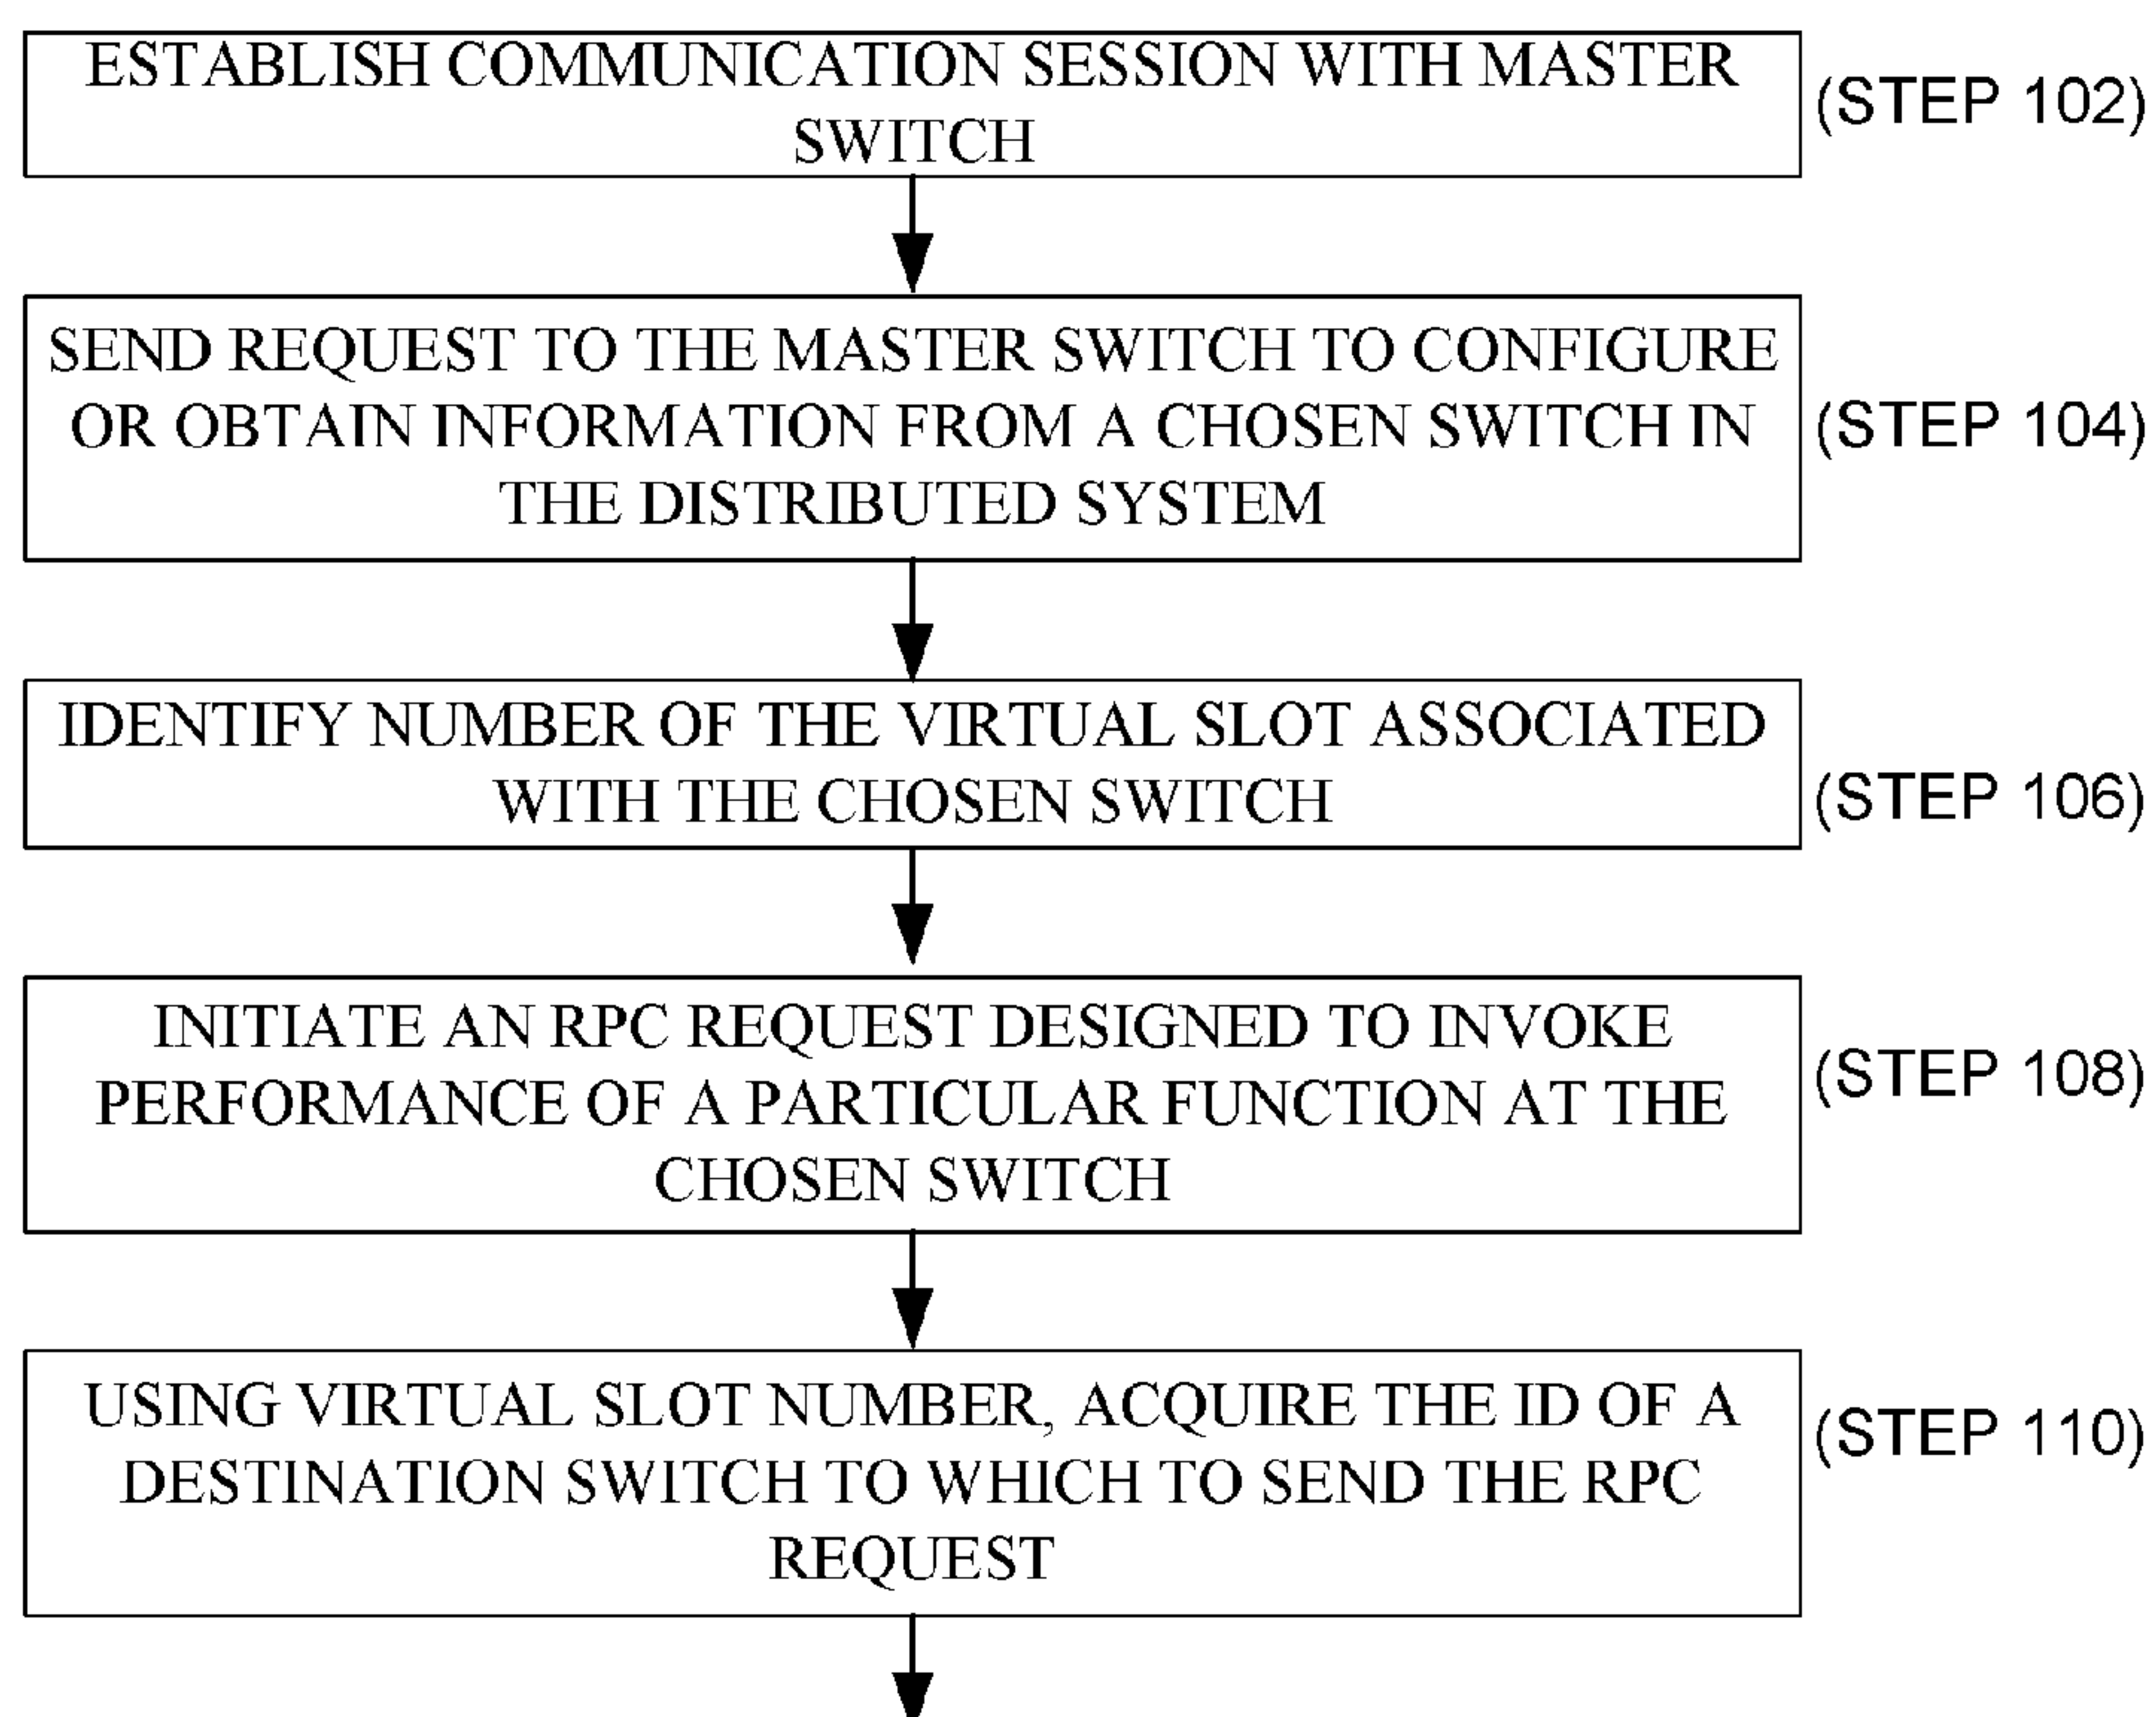 ESTABLISH COMMUNICATION SESSION WITH MASTER
SWITCH
(STEP 102)
SEND REQUEST TO THE MASTER SWITCH TO CONFIGURE
OR OBTAIN INFORMATION FROM A CHOSEN SWITCH IN
THE DISTRIBUTED SYSTEM
(STEP 104)
IDENTIFY NUMBER OF THE VIRTUAL SLOT ASSOCIATED
WITH THE CHOSEN SWITCH
(STEP 106)
INITIATE AN RPC REQUEST DESIGNED TO INVOKE
PERFORMANCE OF A PARTICULAR FUNCTION AT THE
CHOSEN SWITCH
(STEP 108)
USING VIRTUAL SLOT NUMBER, ACQUIRE THE ID OF A
DESTINATION SWITCH TO WHICH TO SEND THE RPC
REQUEST
(STEP 110)